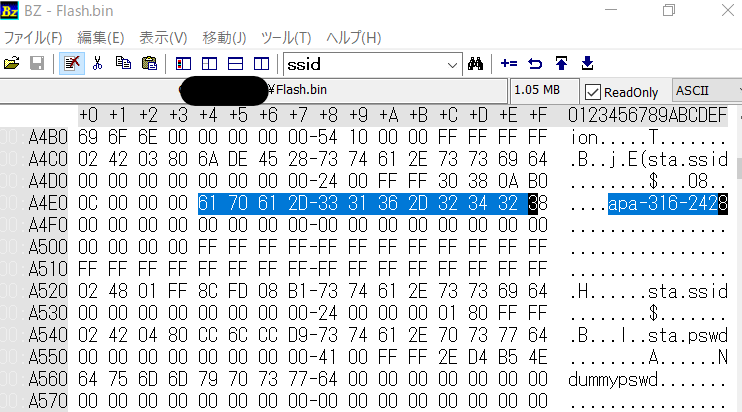 Bz BZ - Flash.bin
ファイル(F) 編集(E) 表示(V) 移動(J) ツール(T) ヘルプ(H)
ssid
¥Flash.bin 1.05 MB ReadOnly ASCII
+0 +1 +2 +3 +4 +5 +6 +7 +8 +9 +A +B +C +D +E +F 0123456789ABCDEF
A4B0 69 6F 6E 00 00 00 00 00-54 10 00 00 FF FF FF FF ion.....T.......
A4C0 02 42 03 80 6A DE 45 28-73 74 61 2E 73 73 69 64 .B..j.E(sta.ssid
A4D0 00 00 00 00 00 00 00 00-24 00 FF FF 30 38 0A B0 ........$...08..
A4E0 0C 00 00 00 61 70 61 2D-33 31 36 2D 32 34 32 38 ....apa-316-2428
A4F0 00 00 00 00 00 00 00 00-00 00 00 00 00 00 00 00 ................
A500 FF FF FF FF FF FF FF FF-FF FF FF FF FF FF FF FF ................
A510 FF FF FF FF FF FF FF FF-FF FF FF FF FF FF FF FF ................
A520 02 48 01 FF 8C FD 08 B1-73 74 61 2E 73 73 69 64 .H......sta.ssid
A530 00 00 00 00 00 00 00 00-24 00 00 00 01 80 FF FF ........$.......
A540 02 42 04 80 CC 6C CC D9-73 74 61 2E 70 73 77 64 .B...l..sta.pswd
A550 00 00 00 00 00 00 00 00-41 00 FF FF 2E D4 B5 4E ........A......N
A560 64 75 6D 6D 79 70 73 77-64 00 00 00 00 00 00 00 dummypswd.......
A570 00 00 00 00 00 00 00 00-00 00 00 00 00 00 00 00 ................